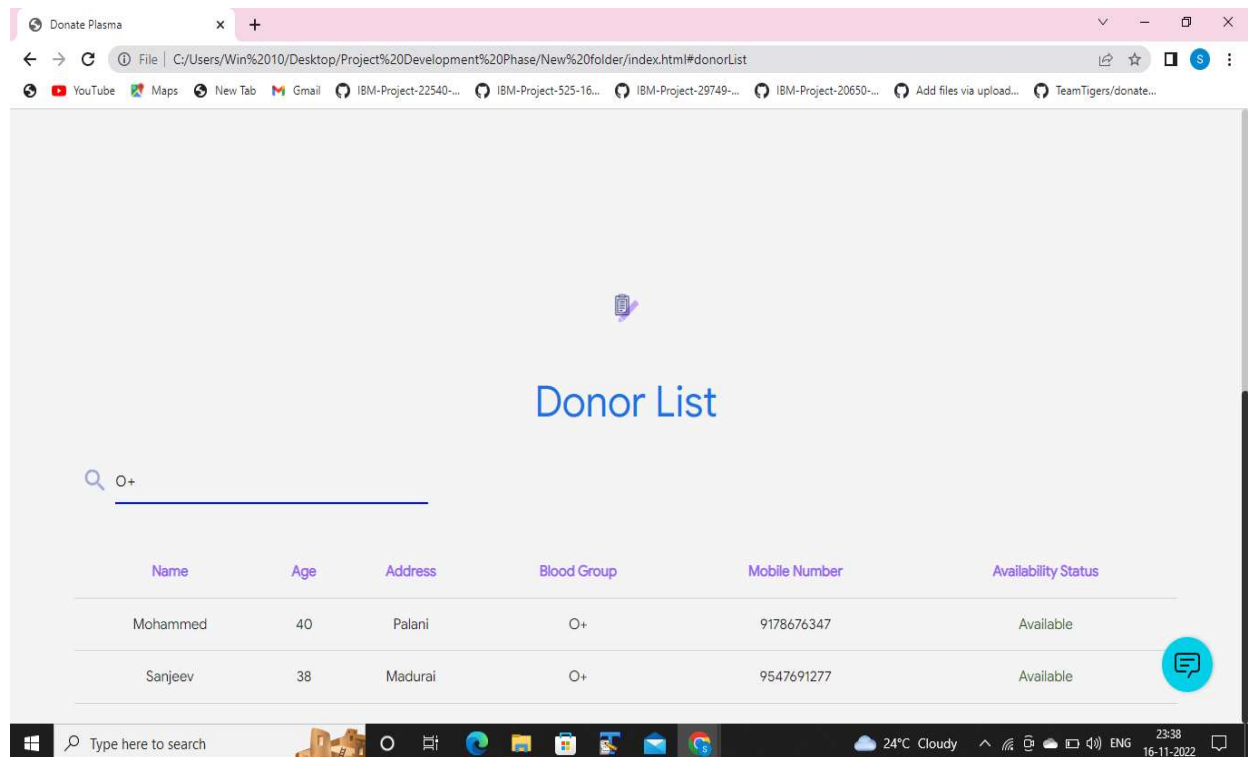 Donate Plasma
File | C:/Users/Win%2010/Desktop/Project%20Development%20Phase/New%20folder/index.html#donorList
S
YouTube Maps New Tab Gmail IBM-Project-22540-... IBM-Project-525-16... IBM-Project-29749-... IBM-Project-20650-... Add files via upload... TeamTigers/donate...
Donor List
O+
Name Age Address Blood Group Mobile Number Availability Status
Mohammed 40 Palani O+ 9178676347 Available
Sanjeev 38 Madurai O+ 9547691277 Available
Type here to search 24°C Cloudy ENG 23:38
16-11-2022